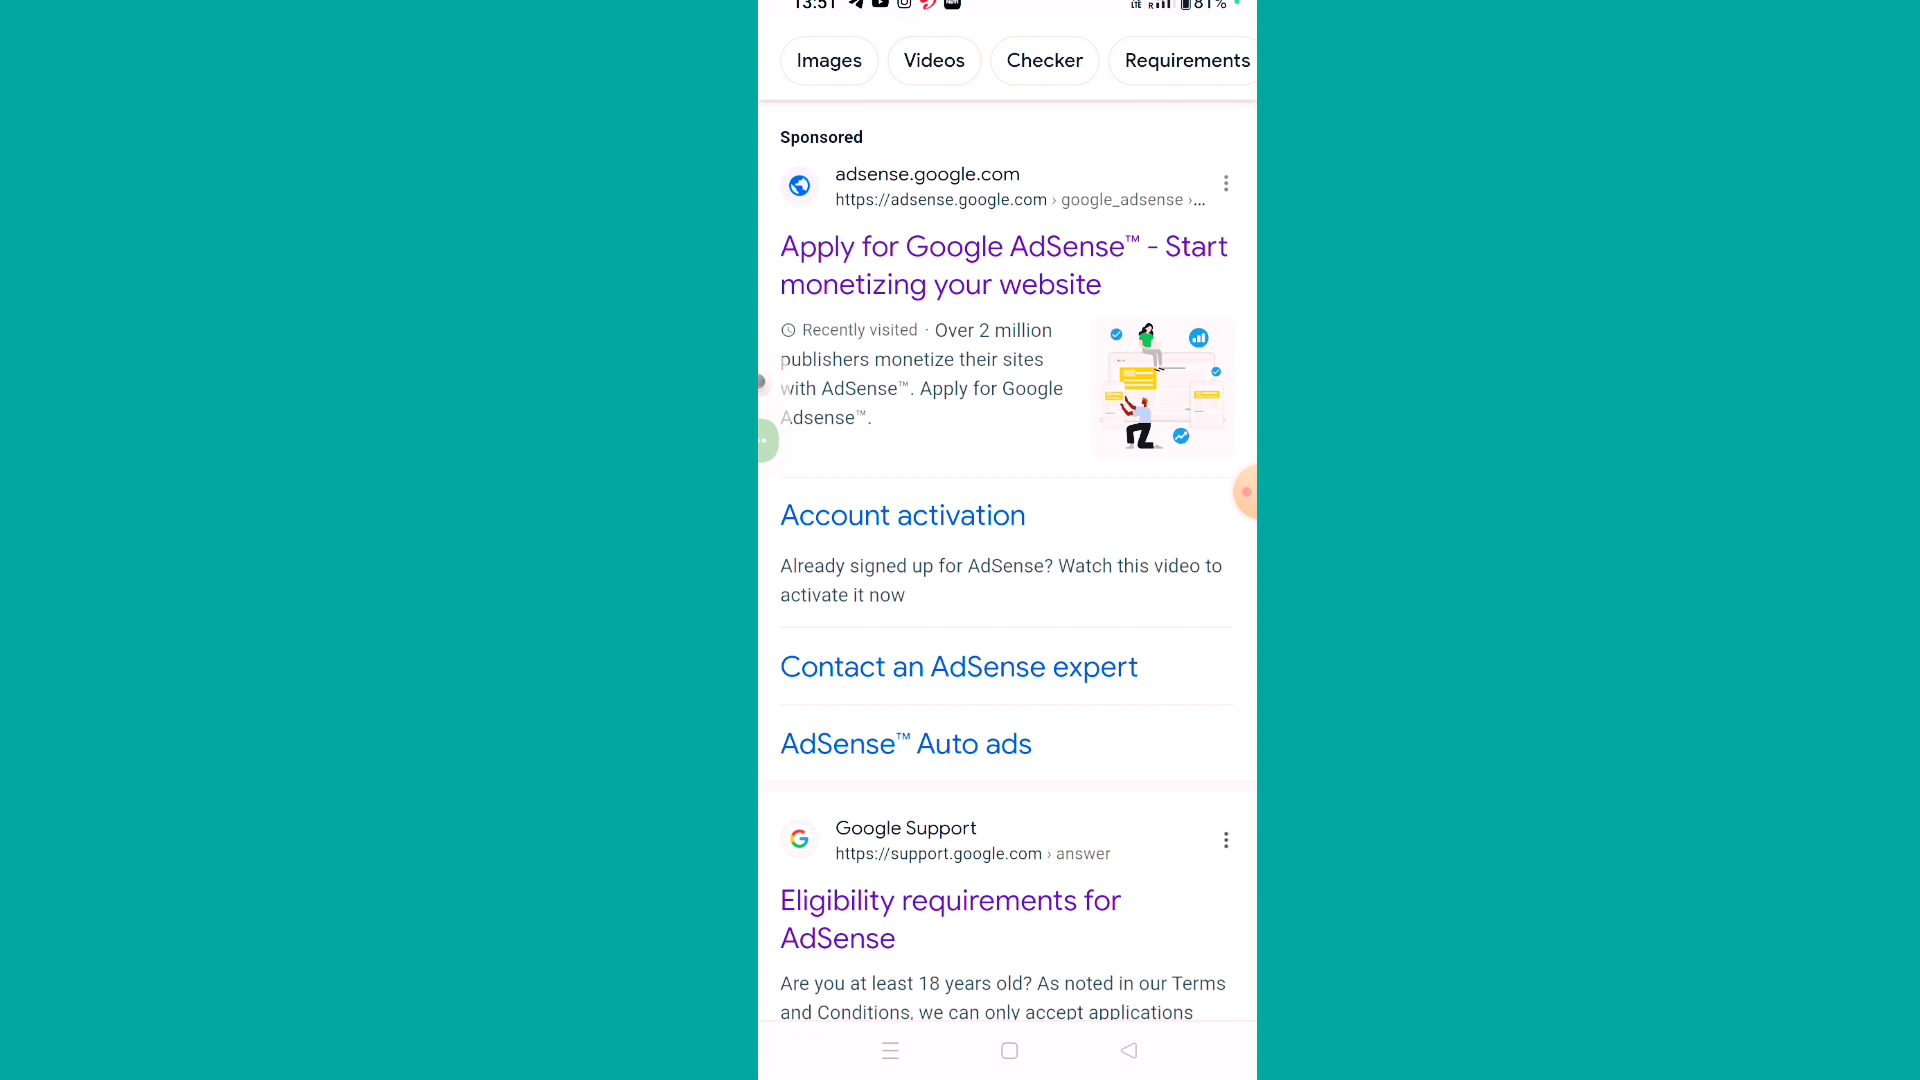 13:51 81%
Images Videos Checker Requirements
Sponsored
adsense.google.com
https://adsense.google.com › google_adsense ›...
Apply for Google AdSense™ - Start
monetizing your website
Recently visited · Over 2 million
publishers monetize their sites
with AdSense™. Apply for Google
Adsense™.
Account activation
Already signed up for AdSense? Watch this video to
activate it now
Contact an AdSense expert
AdSense™ Auto ads
Google Support
https://support.google.com › answer
Eligibility requirements for
AdSense
Are you at least 18 years old? As noted in our Terms
and Conditions, we can only accept applications